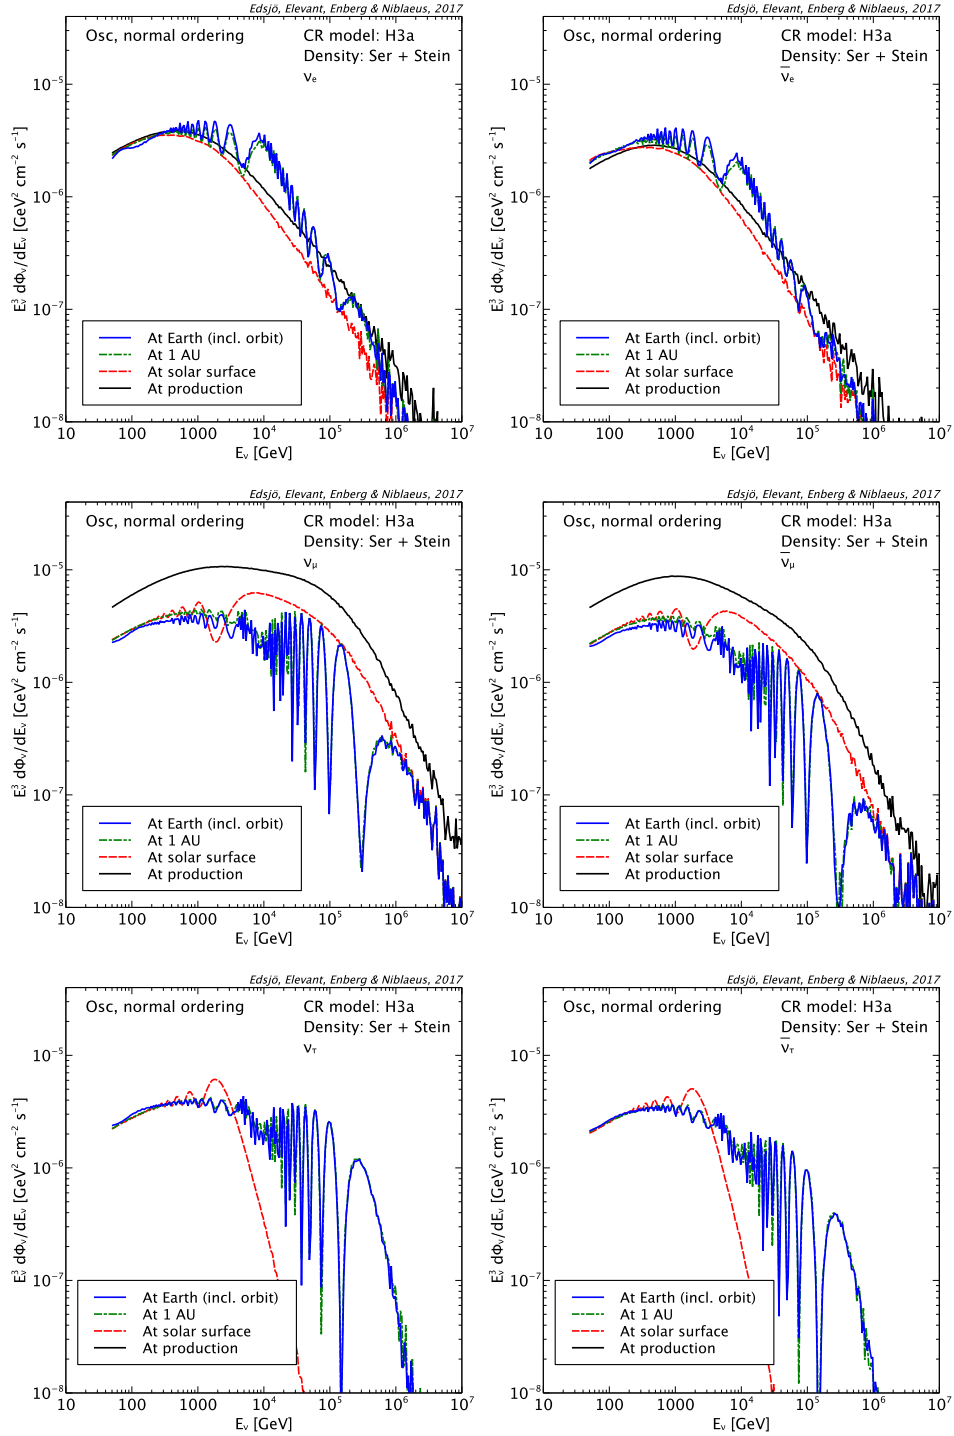 Edsjö, Elevant, Enberg & Niblaeus, 2017
Osc, normal ordering
CR model: H3a
Density: Ser + Stein
νe
10⁻⁵
10⁻⁶
10⁻⁷
10⁻⁸
Eν³ dΦν/dEν [GeV² cm⁻² s⁻¹]
At Earth (incl. orbit)
At 1 AU
At solar surface
At production
10 100 1000 10⁴ 10⁵ 10⁶ 10⁷
Eν [GeV]
Edsjö, Elevant, Enberg & Niblaeus, 2017
Osc, normal ordering
CR model: H3a
Density: Ser + Stein
ν̅e
10⁻⁵
10⁻⁶
10⁻⁷
10⁻⁸
Eν³ dΦν/dEν [GeV² cm⁻² s⁻¹]
At Earth (incl. orbit)
At 1 AU
At solar surface
At production
10 100 1000 10⁴ 10⁵ 10⁶ 10⁷
Eν [GeV]
Edsjö, Elevant, Enberg & Niblaeus, 2017
Osc, normal ordering
CR model: H3a
Density: Ser + Stein
νμ
10⁻⁵
10⁻⁶
10⁻⁷
10⁻⁸
Eν³ dΦν/dEν [GeV² cm⁻² s⁻¹]
At Earth (incl. orbit)
At 1 AU
At solar surface
At production
10 100 1000 10⁴ 10⁵ 10⁶ 10⁷
Eν [GeV]
Edsjö, Elevant, Enberg & Niblaeus, 2017
Osc, normal ordering
CR model: H3a
Density: Ser + Stein
ν̅μ
10⁻⁵
10⁻⁶
10⁻⁷
10⁻⁸
Eν³ dΦν/dEν [GeV² cm⁻² s⁻¹]
At Earth (incl. orbit)
At 1 AU
At solar surface
At production
10 100 1000 10⁴ 10⁵ 10⁶ 10⁷
Eν [GeV]
Edsjö, Elevant, Enberg & Niblaeus, 2017
Osc, normal ordering
CR model: H3a
Density: Ser + Stein
ντ
10⁻⁵
10⁻⁶
10⁻⁷
10⁻⁸
Eν³ dΦν/dEν [GeV² cm⁻² s⁻¹]
At Earth (incl. orbit)
At 1 AU
At solar surface
At production
10 100 1000 10⁴ 10⁵ 10⁶ 10⁷
Eν [GeV]
Edsjö, Elevant, Enberg & Niblaeus, 2017
Osc, normal ordering
CR model: H3a
Density: Ser + Stein
ν̅τ
10⁻⁵
10⁻⁶
10⁻⁷
10⁻⁸
Eν³ dΦν/dEν [GeV² cm⁻² s⁻¹]
At Earth (incl. orbit)
At 1 AU
At solar surface
At production
10 100 1000 10⁴ 10⁵ 10⁶ 10⁷
Eν [GeV]